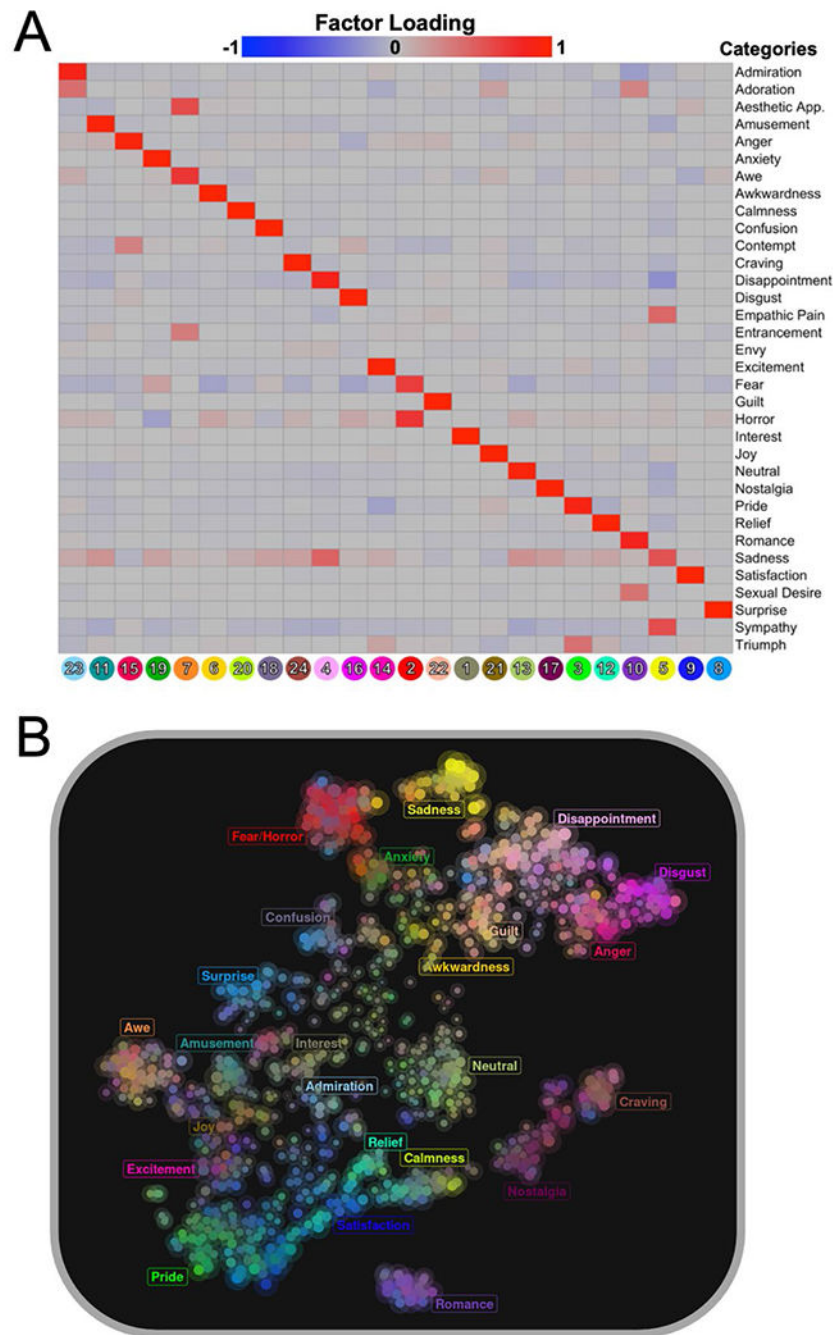 A
Factor Loading
-1 0 1
Categories
Admiration
Adoration
Aesthetic App.
Amusement
Anger
Anxiety
Awe
Awkwardness
Calmness
Confusion
Contempt
Craving
Disappointment
Disgust
Empathic Pain
Entrancement
Envy
Excitement
Fear
Guilt
Horror
Interest
Joy
Neutral
Nostalgia
Pride
Relief
Romance
Sadness
Satisfaction
Sexual Desire
Surprise
Sympathy
Triumph
23 11 15 19 7 6 20 18 24 4 16 14 2 22 1 21 13 17 3 12 10 5 9 8
B
Sadness
Disappointment
Fear/Horror
Anxiety
Disgust
Confusion
Guilt
Anger
Awkwardness
Surprise
Awe
Amusement
Interest
Neutral
Admiration
Craving
Joy
Relief
Calmness
Excitement
Nostalgia
Satisfaction
Pride
Romance